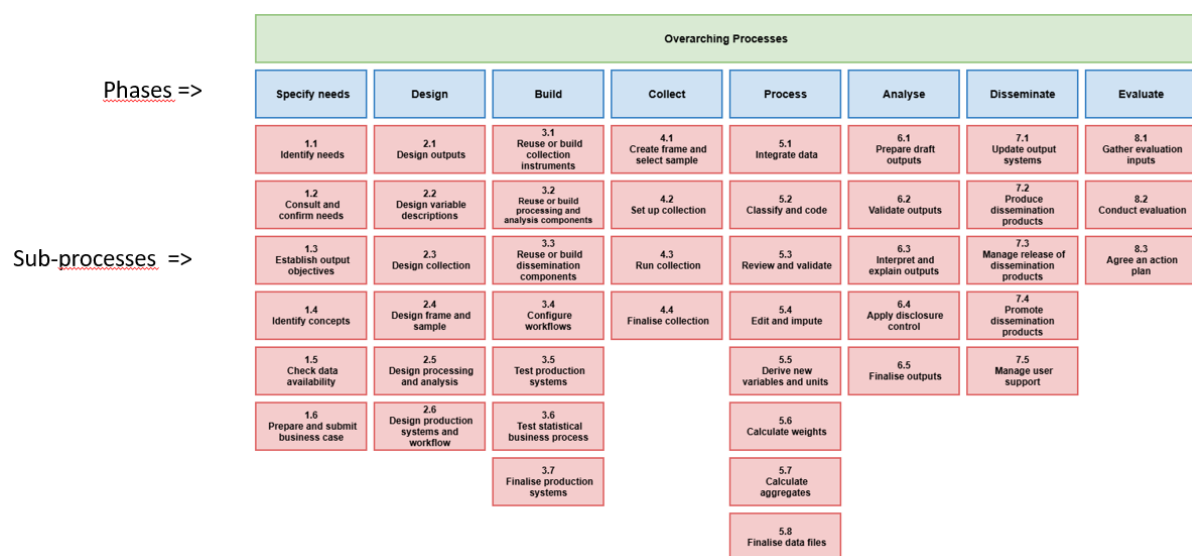 Overarching Processes
Phases =>
Specify needs
Design
Build
Collect
Process
Analyse
Disseminate
Evaluate
1.1
Identify needs
2.1
Design outputs
3.1
Reuse or build
collection
instruments
4.1
Create frame and
select sample
5.1
Integrate data
6.1
Prepare draft
outputs
7.1
Update output
systems
8.1
Gather evaluation
inputs
1.2
Consult and
confirm needs
2.2
Design variable
descriptions
3.2
Reuse or build
processing and
analysis components
4.2
Set up collection
5.2
Classify and code
6.2
Validate outputs
7.2
Produce
dissemination
products
8.2
Conduct evaluation
Sub-processes =>
1.3
Establish output
objectives
2.3
Design collection
3.3
Reuse or build
dissemination
components
4.3
Run collection
5.3
Review and validate
6.3
Interpret and
explain outputs
7.3
Manage release of
dissemination
products
8.3
Agree an action
plan
1.4
Identify concepts
2.4
Design frame and
sample
3.4
Configure
workflows
4.4
Finalise collection
5.4
Edit and impute
6.4
Apply disclosure
control
7.4
Promote
dissemination
products
1.5
Check data
availability
2.5
Design processing
and analysis
3.5
Test production
systems
5.5
Derive new
variables and units
6.5
Finalise outputs
7.5
Manage user
support
1.6
Prepare and submit
business case
2.6
Design production
systems and
workflow
3.6
Test statistical
business process
5.6
Calculate weights
3.7
Finalise production
systems
5.7
Calculate
aggregates
5.8
Finalise data files